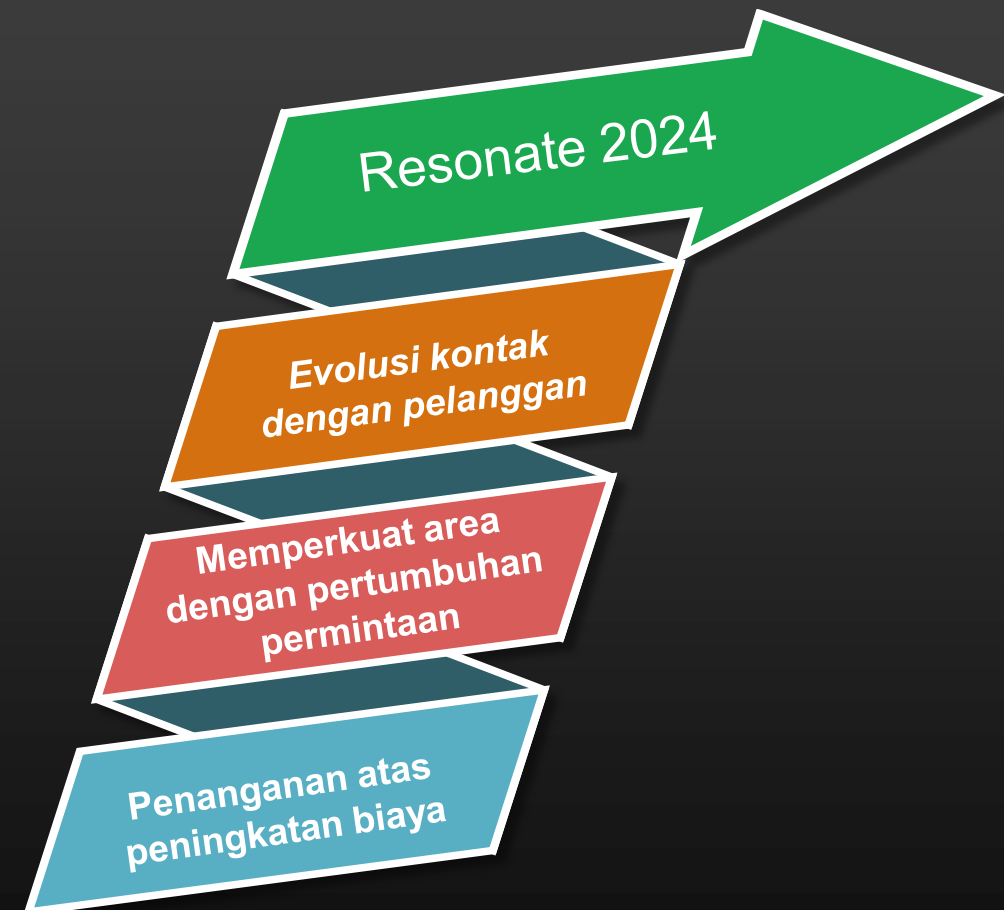 Resonate 2024
Evolusi kontak
dengan pelanggan
Memperkuat area
dengan pertumbuhan
permintaan
Penanganan atas
peningkatan biaya